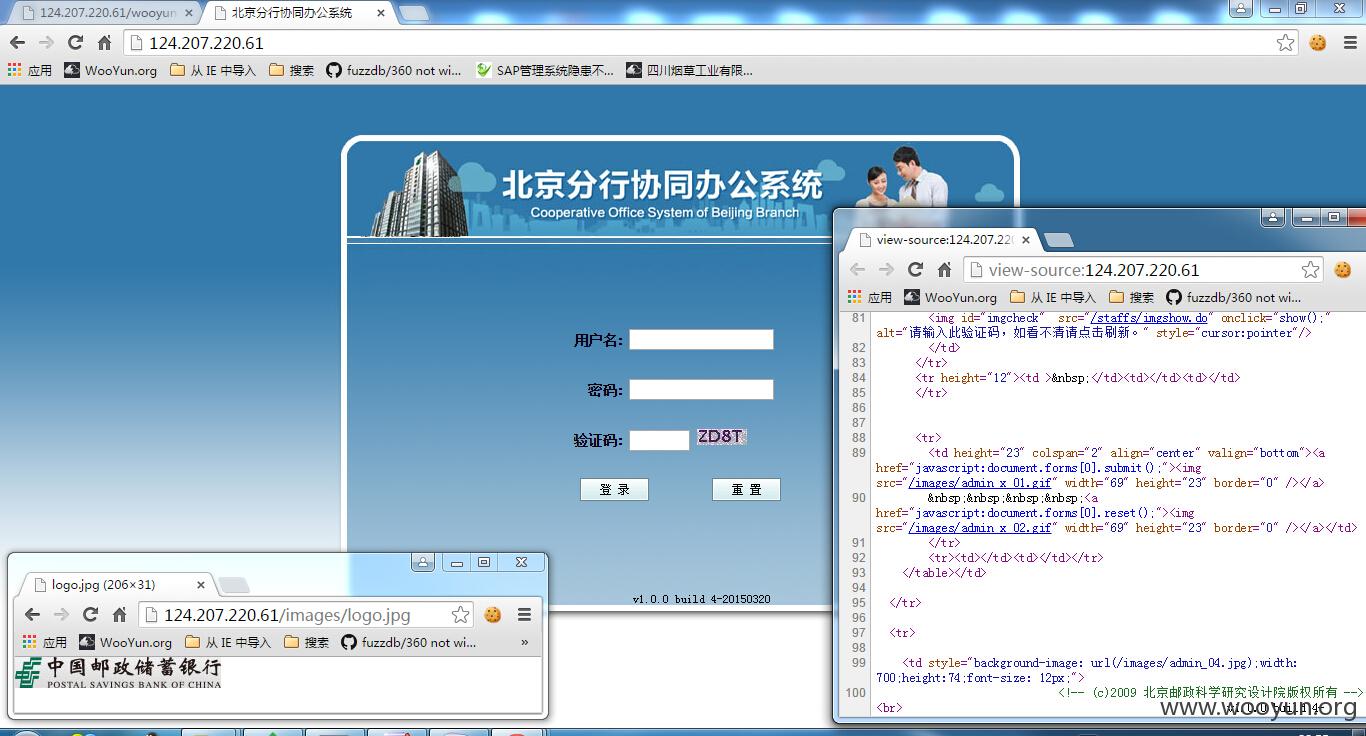 124.207.220.61/wooyun
北京分行协同办公系统
124.207.220.61
应用
WooYun.org
从 IE 中导入
搜索
fuzzdb/360 not wi...
SAP管理系统隐患不...
四川烟草工业有限...
北京分行协同办公系统
Cooperative Office System of Beijing Branch
用户名:
密码:
验证码:
ZD8T
登 录
重 置
v1.0.0 build 4-20150320
view-source:124.207.22
view-source:124.207.220.61
应用
WooYun.org
从 IE 中导入
搜索
fuzzdb/360 not wi...
81 <img id="imgcheck" src="/staffs/imgshow.do" onclick="show();"
alt="请输入此验证码，如看不清请点击刷新。" style="cursor:pointer"/>
82 </td>
83 </tr>
84 <tr height="12"><td >&nbsp;</td><td></td><td></td>
85 </tr>
86
87
88 <tr>
89 <td height="23" colspan="2" align="center" valign="bottom"><a
href="javascript:document.forms[0].submit();"><img
src="/images/admin_x_01.gif" width="69" height="23" border="0" /></a>
90 &nbsp;&nbsp;&nbsp;&nbsp;<a
href="javascript:document.forms[0].reset();"><img
src="/images/admin_x_02.gif" width="69" height="23" border="0" /></a></td>
91 </tr>
92 <tr><td></td><td></td></tr>
93 </table></td>
94
95 </tr>
96
97 <tr>
98
99 <td style="background-image: url(/images/admin_04.jpg);width:
700;height:74;font-size: 12px;">
100 <!-- (c)2009 北京邮政科学研究设计院版权所有 -->
<br> v1.0.0 build 4-
logo.jpg (206×31)
124.207.220.61/images/logo.jpg
应用
WooYun.org
从 IE 中导入
搜索
fuzzdb/360 not wi...
»
中国邮政储蓄银行
POSTAL SAVINGS BANK OF CHINA
www.wooyun.org